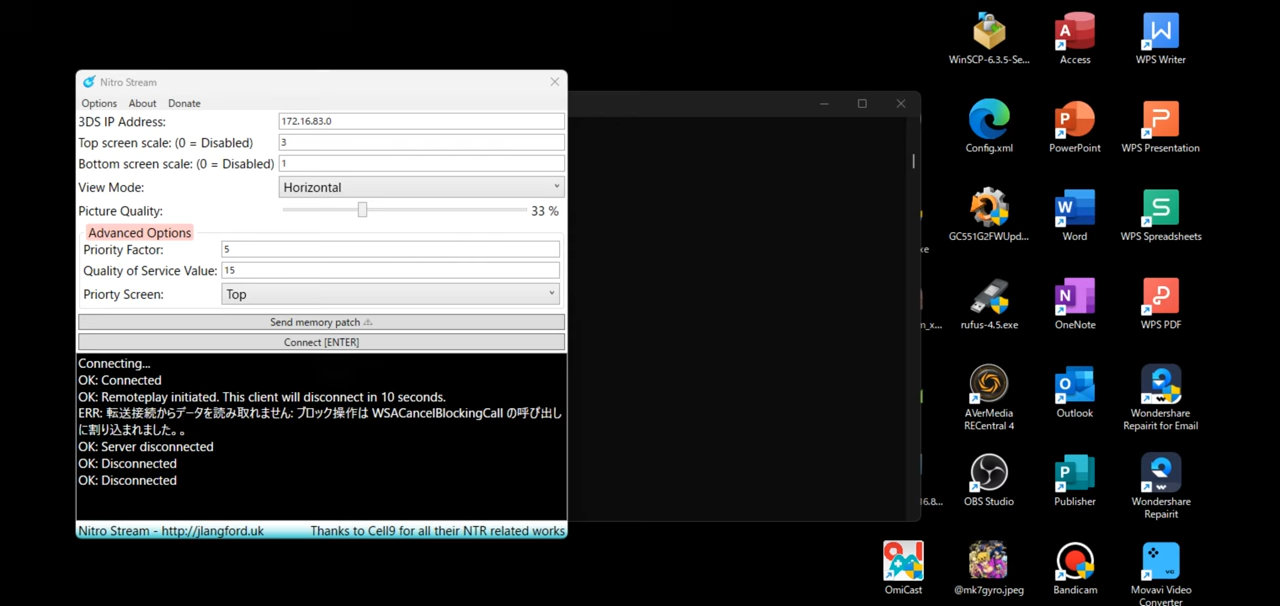 Nitro Stream
Options About Donate
3DS IP Address: 172.16.83.0
Top screen scale: (0 = Disabled) 3
Bottom screen scale: (0 = Disabled) 1
View Mode: Horizontal
Picture Quality: 33 %
Advanced Options
Priority Factor: 5
Quality of Service Value: 15
Priorty Screen: Top
Send memory patch ⚠
Connect [ENTER]
Connecting...
OK: Connected
OK: Remoteplay initiated. This client will disconnect in 10 seconds.
ERR: 転送接続からデータを読み取れません: ブロック操作は WSACancelBlockingCall の呼び出し
に割り込まれました。。
OK: Server disconnected
OK: Disconnected
OK: Disconnected
Nitro Stream - http://jlangford.uk Thanks to Cell9 for all their NTR related works
WinSCP-6.3.5-Se...
Access
WPS Writer
Config.xml
PowerPoint
WPS Presentation
GC551G2FWUpd...
Word
WPS Spreadsheets
rufus-4.5.exe
OneNote
WPS PDF
AVerMedia
RECentral 4
Outlook
Wondershare
Repairit for Email
OBS Studio
Publisher
Wondershare
Repairit
OmiCast
@mk7gyro.jpeg
Bandicam
Movavi Video
Converter